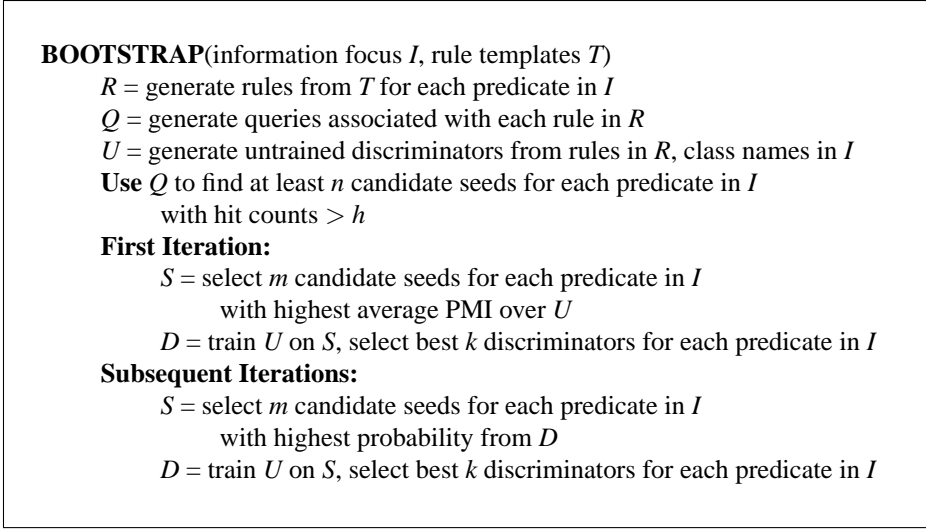 BOOTSTRAP(information focus I, rule templates T)
R = generate rules from T for each predicate in I
Q = generate queries associated with each rule in R
U = generate untrained discriminators from rules in R, class names in I
Use Q to find at least n candidate seeds for each predicate in I
with hit counts > h
First Iteration:
S = select m candidate seeds for each predicate in I
with highest average PMI over U
D = train U on S, select best k discriminators for each predicate in I
Subsequent Iterations:
S = select m candidate seeds for each predicate in I
with highest probability from D
D = train U on S, select best k discriminators for each predicate in I